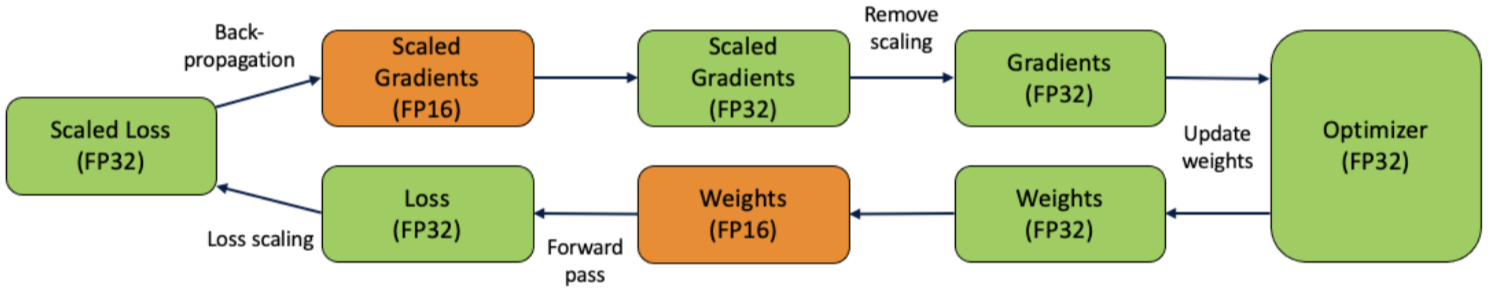 Back-
propagation
Scaled
Gradients
(FP16)
Scaled
Gradients
(FP32)
Remove
scaling
Gradients
(FP32)
Scaled Loss
(FP32)
Update
weights
Optimizer
(FP32)
Loss scaling
Loss
(FP32)
Forward
pass
Weights
(FP16)
Weights
(FP32)